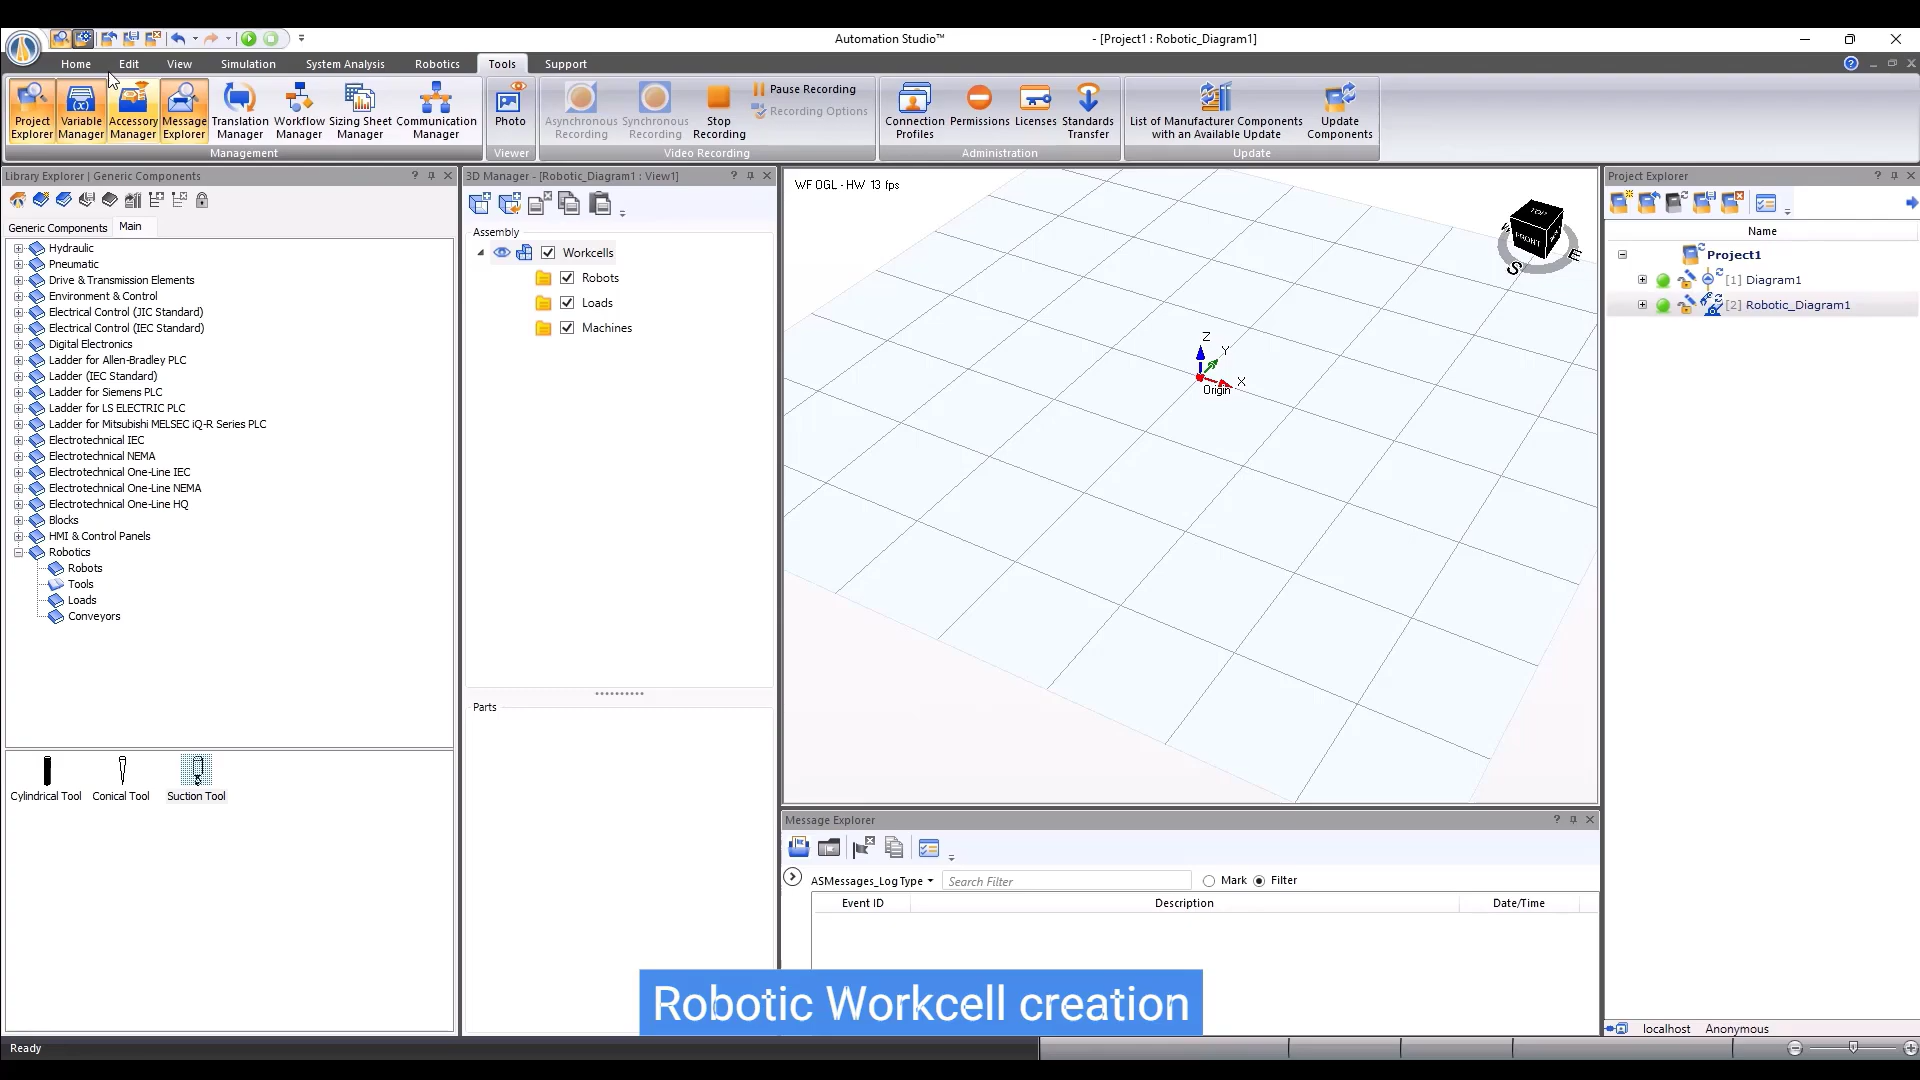 Automation Studio™ - [Project1 : Robotic_Diagram1]
Home Edit View Simulation System Analysis Robotics Tools Support
Project Explorer
Variable Manager
Accessory Manager
Message Explorer
Translation Manager
Workflow Manager
Sizing Sheet Manager
Communication Manager
Management
Photo
Viewer
Asynchronous Recording
Synchronous Recording
Stop Recording
Pause Recording
Recording Options
Video Recording
Connection Profiles
Permissions
Licenses
Standards Transfer
Administration
List of Manufacturer Components with an Available Update
Update Components
Update
Library Explorer | Generic Components
Generic Components Main
Hydraulic
Pneumatic
Drive & Transmission Elements
Environment & Control
Electrical Control (JIC Standard)
Electrical Control (IEC Standard)
Digital Electronics
Ladder for Allen-Bradley PLC
Ladder (IEC Standard)
Ladder for Siemens PLC
Ladder for LS ELECTRIC PLC
Ladder for Mitsubishi MELSEC iQ-R Series PLC
Electrotechnical IEC
Electrotechnical NEMA
Electrotechnical One-Line IEC
Electrotechnical One-Line NEMA
Electrotechnical One-Line HQ
Blocks
HMI & Control Panels
Robotics
Robots
Tools
Loads
Conveyors
Cylindrical Tool Conical Tool Suction Tool
3D Manager - [Robotic_Diagram1 : View1]
Assembly
Workcells
Robots
Loads
Machines
Parts
WF OGL - HW 13 fps
TOP
FRONT
S
E
Z
Y
X
Origin
Message Explorer
ASMessages_LogType Search Filter Mark Filter
Event ID Description Date/Time
Project Explorer
Name
Project1
[1] Diagram1
[2] Robotic_Diagram1
localhost Anonymous
Robotic Workcell creation
Ready